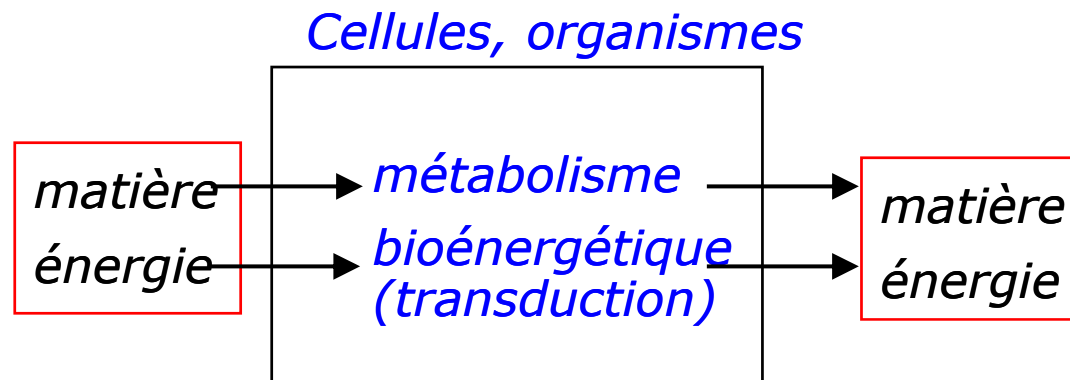 Cellules, organismes
matière
énergie
métabolisme
bioénergétique
(transduction)
matière
énergie